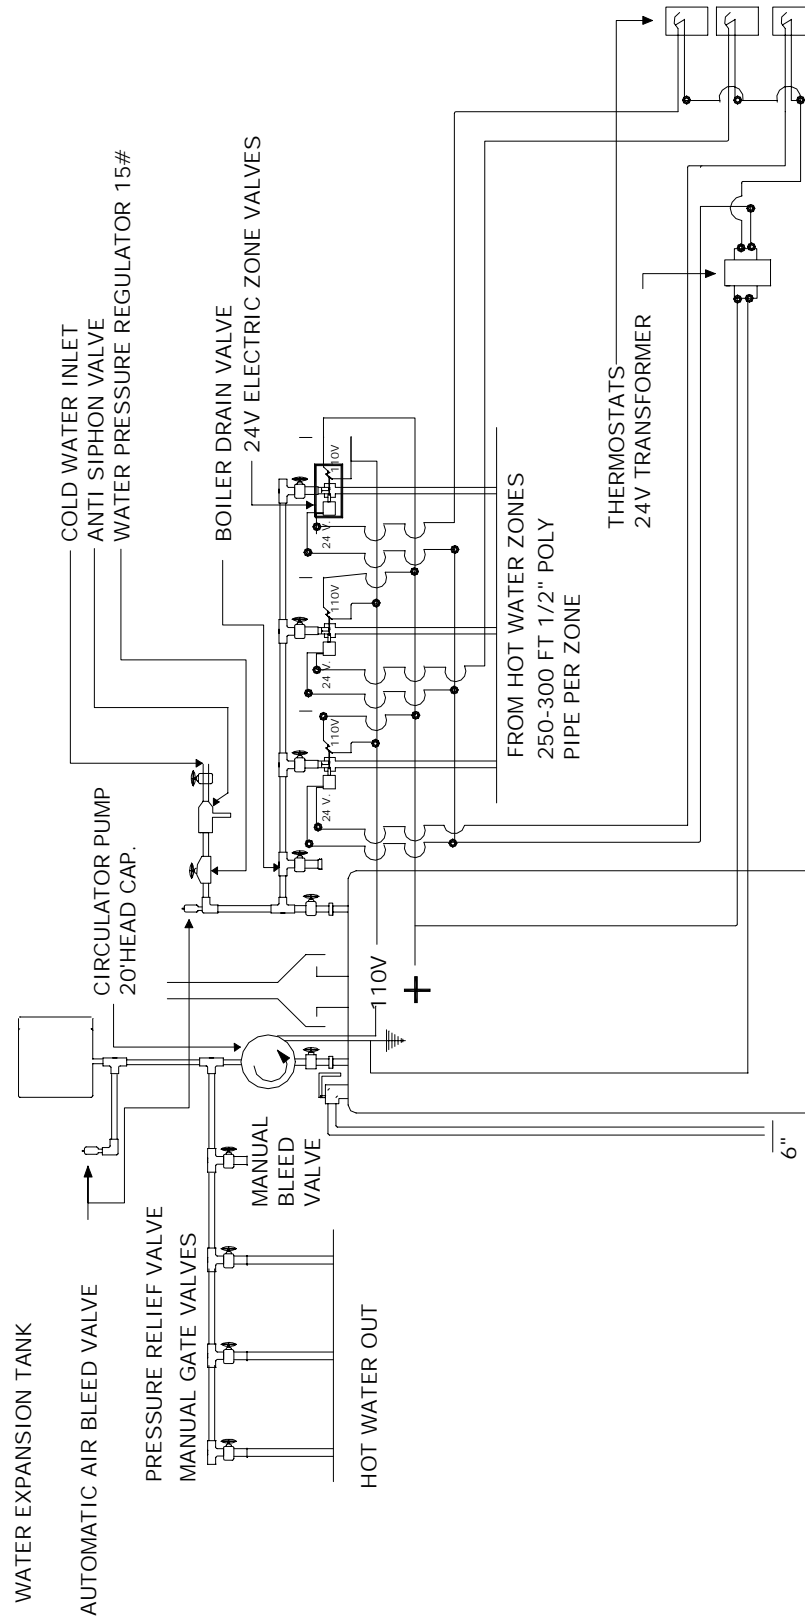 WATER EXPANSION TANK
AUTOMATIC AIR BLEED VALVE
PRESSURE RELIEF VALVE
MANUAL GATE VALVES
HOT WATER OUT
MANUAL
BLEED
VALVE
CIRCULATOR PUMP
20'HEAD CAP.
COLD WATER INLET
ANTI SIPHON VALVE
WATER PRESSURE REGULATOR 15#
BOILER DRAIN VALVE
24V ELECTRIC ZONE VALVES
110V
+
24 V.
110V
24 V.
110V
24 V.
110V
FROM HOT WATER ZONES
250-300 FT 1/2" POLY
PIPE PER ZONE
THERMOSTATS
24V TRANSFORMER
6"